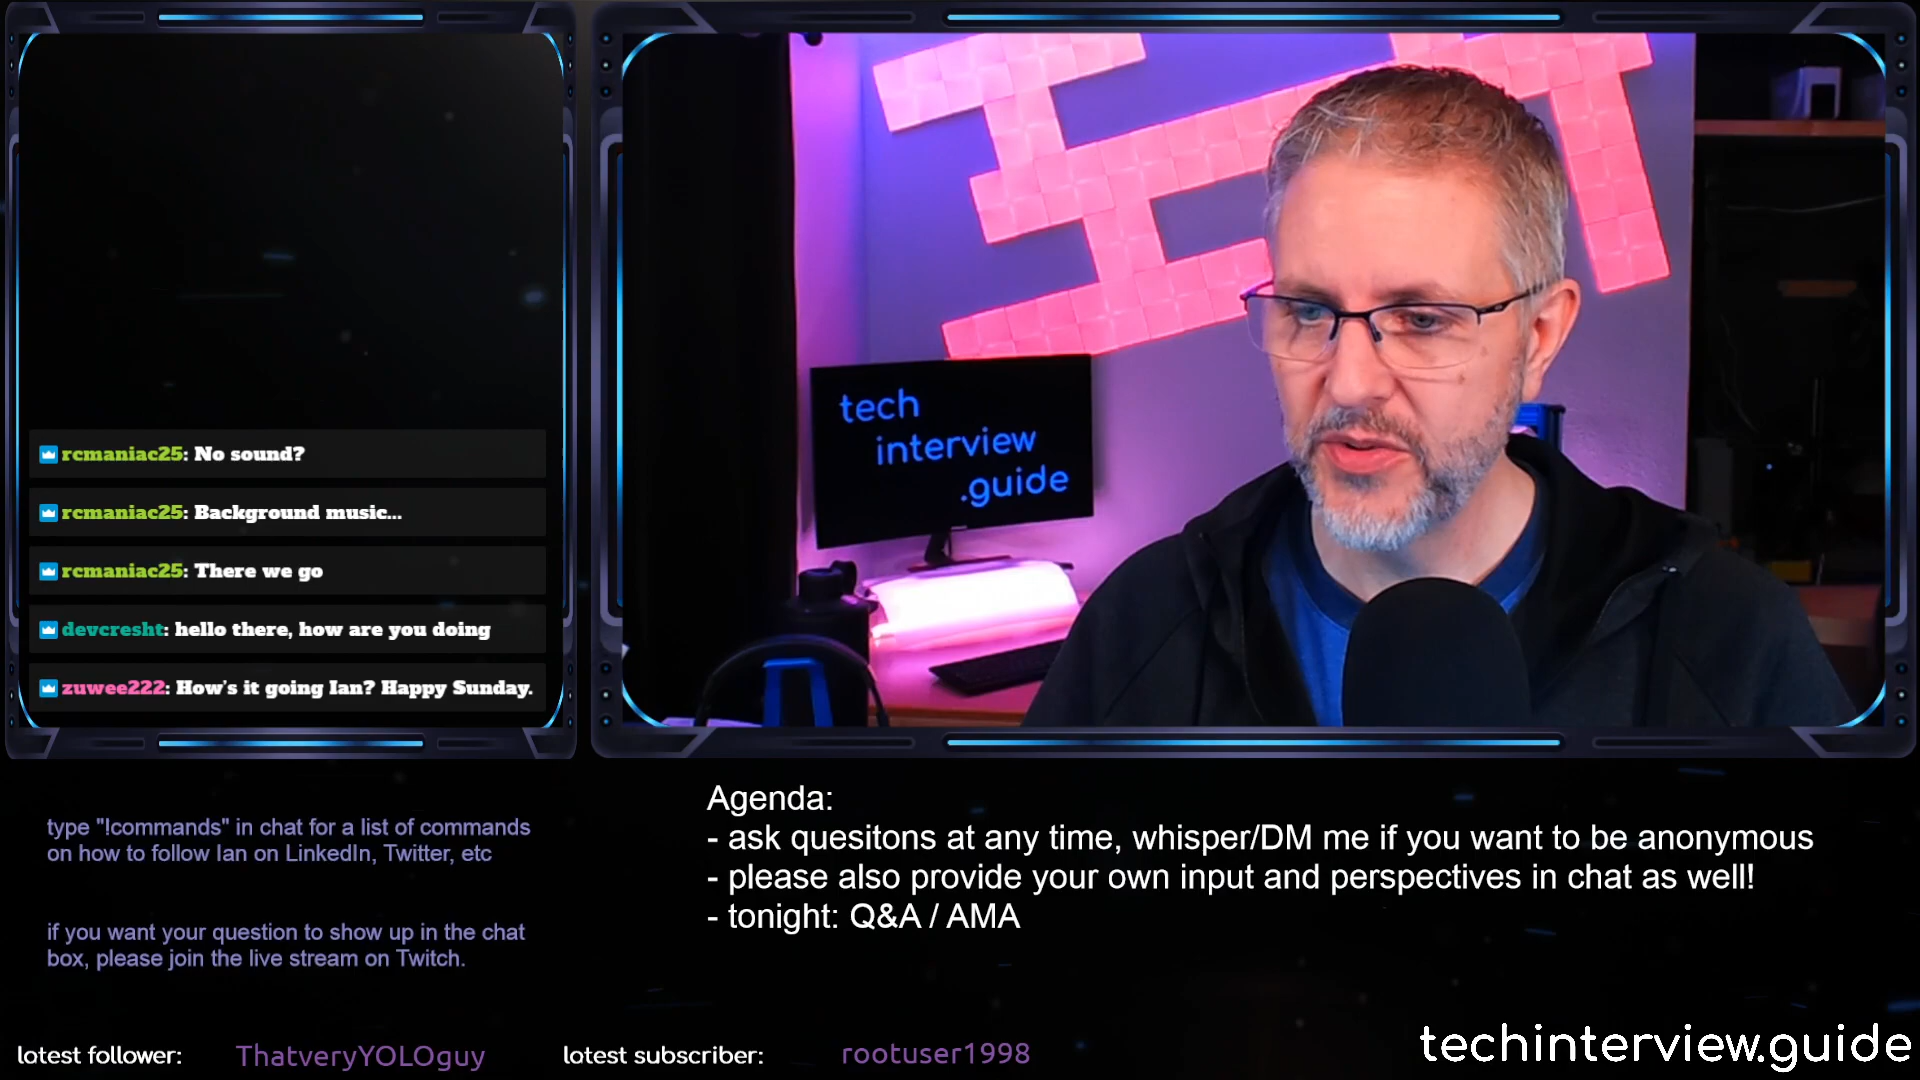 rcmaniac25: No sound?
rcmaniac25: Background music...
rcmaniac25: There we go
devcresht: hello there, how are you doing
zuwee222: How's it going Ian? Happy Sunday.
tech
interview
.guide
type "!commands" in chat for a list of commands
on how to follow Ian on LinkedIn, Twitter, etc
if you want your question to show up in the chat
box, please join the live stream on Twitch.
Agenda:
- ask quesitons at any time, whisper/DM me if you want to be anonymous
- please also provide your own input and perspectives in chat as well!
- tonight: Q&A / AMA
latest follower: ThatveryYOLOguy
latest subscriber: rootuser1998
techinterview.guide